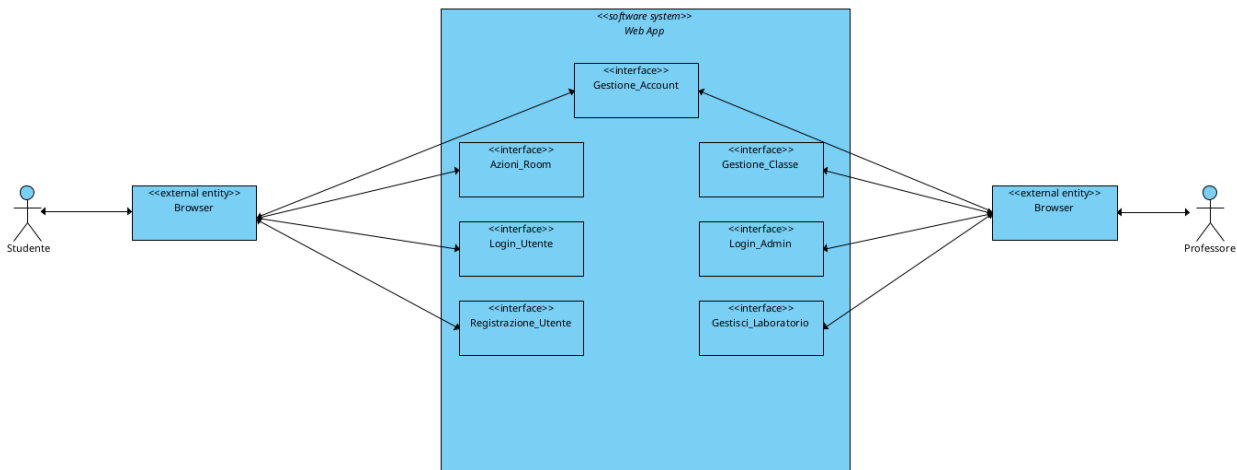 <<software system>>
Web App
<<interface>>
Gestione_Account
<<interface>>
Azioni_Room
<<interface>>
Gestione_Classe
<<external entity>>
Browser
<<external entity>>
Browser
Studente
Professore
<<interface>>
Login_Utente
<<interface>>
Login_Admin
<<interface>>
Registrazione_Utente
<<interface>>
Gestisci_Laboratorio